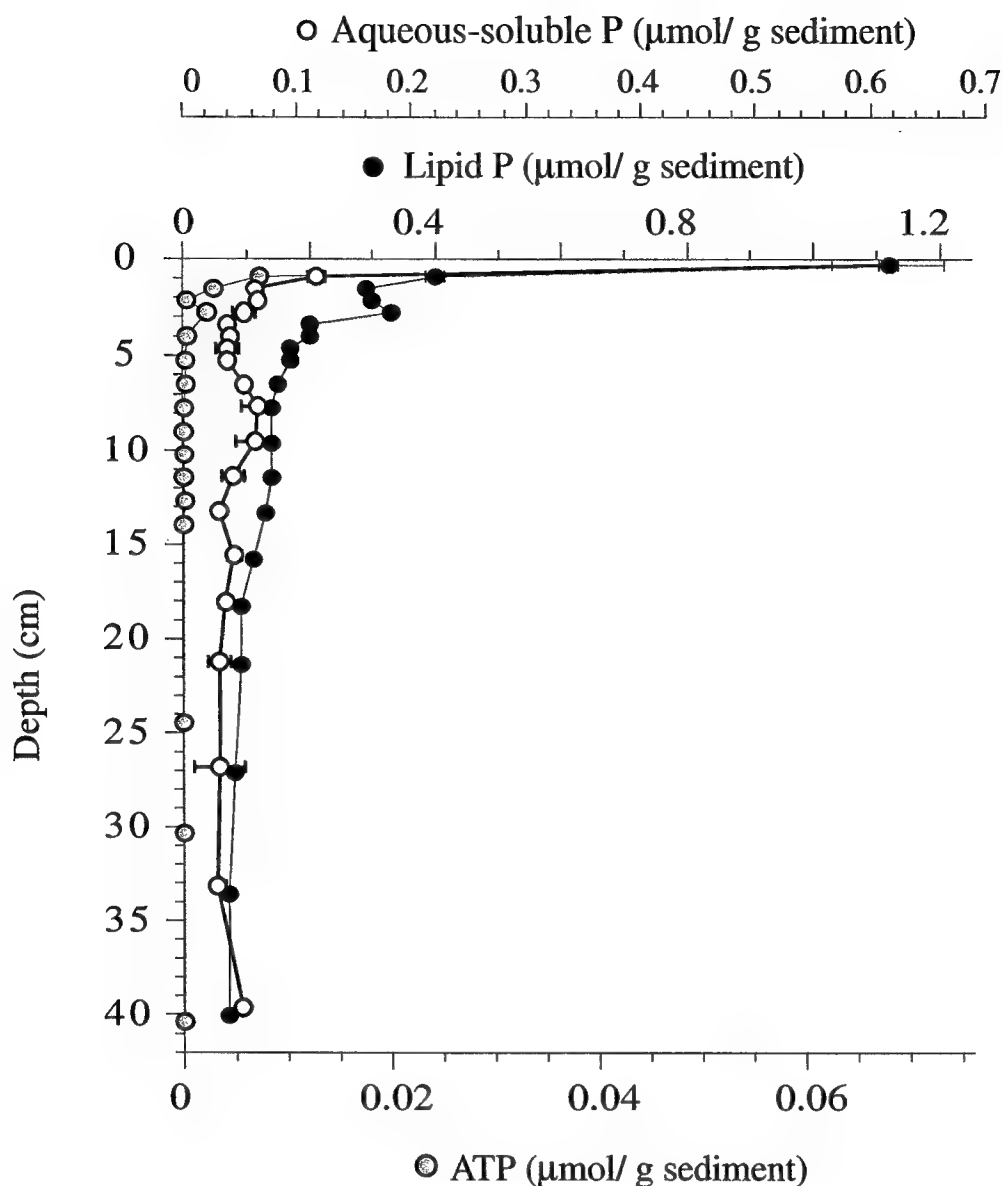 Aqueous-soluble P (μmol/ g sediment)
0 0.1 0.2 0.3 0.4 0.5 0.6 0.7
Lipid P (μmol/ g sediment)
0 0.4 0.8 1.2
0
5
10
15
20
25
30
35
40
Depth (cm)
0 0.02 0.04 0.06
ATP (μmol/ g sediment)